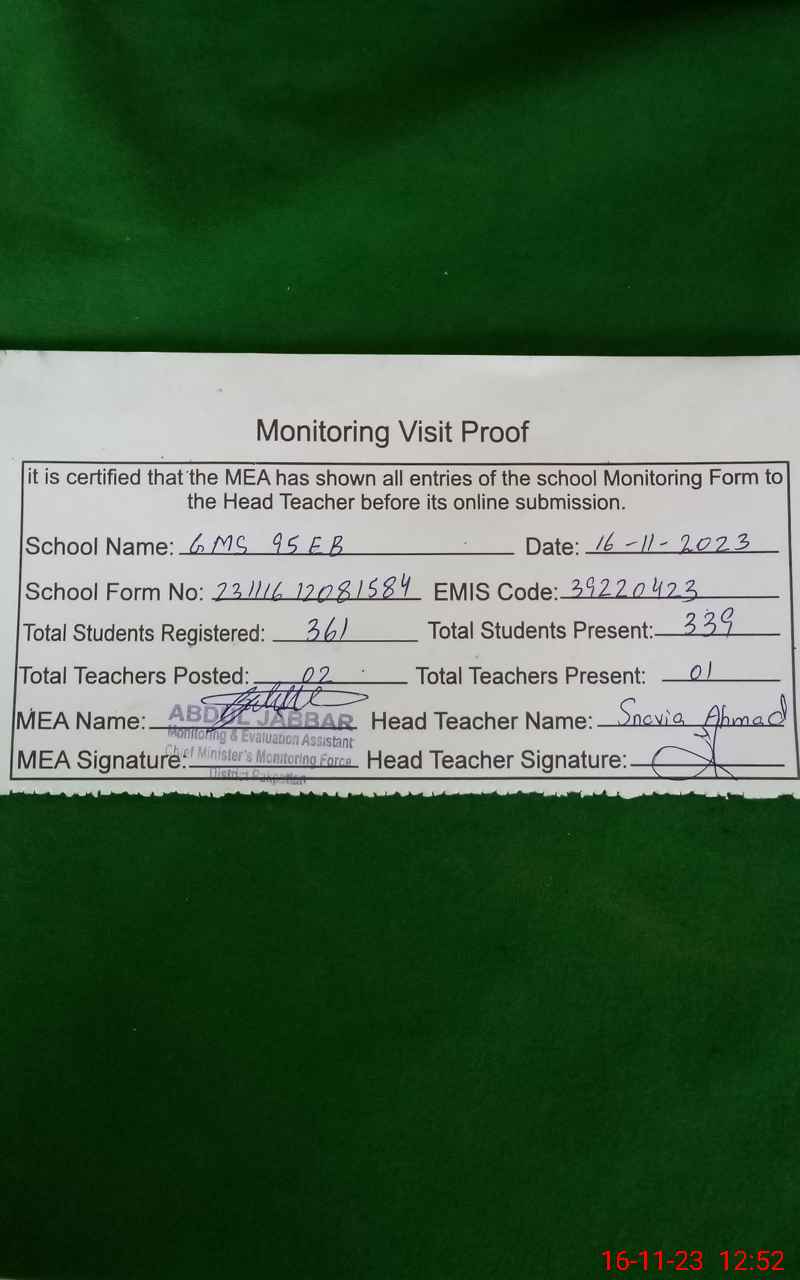 Monitoring Visit Proof
it is certified that the MEA has shown all entries of the school Monitoring Form to
the Head Teacher before its online submission.
School Name: GMS 95 EB Date: 16-11-2023
School Form No: 231116 12081584 EMIS Code: 39220423
Total Students Registered: 361 Total Students Present: 339
Total Teachers Posted: 02 Total Teachers Present: 01
MEA Name: ABDUL JABBAR Head Teacher Name: Ahmad
Monitoring & Evaluation Assistant
MEA Signature: Chief Minister's Monitoring Force Head Teacher Signature:
District Pakpattan
16-11-23 12:52